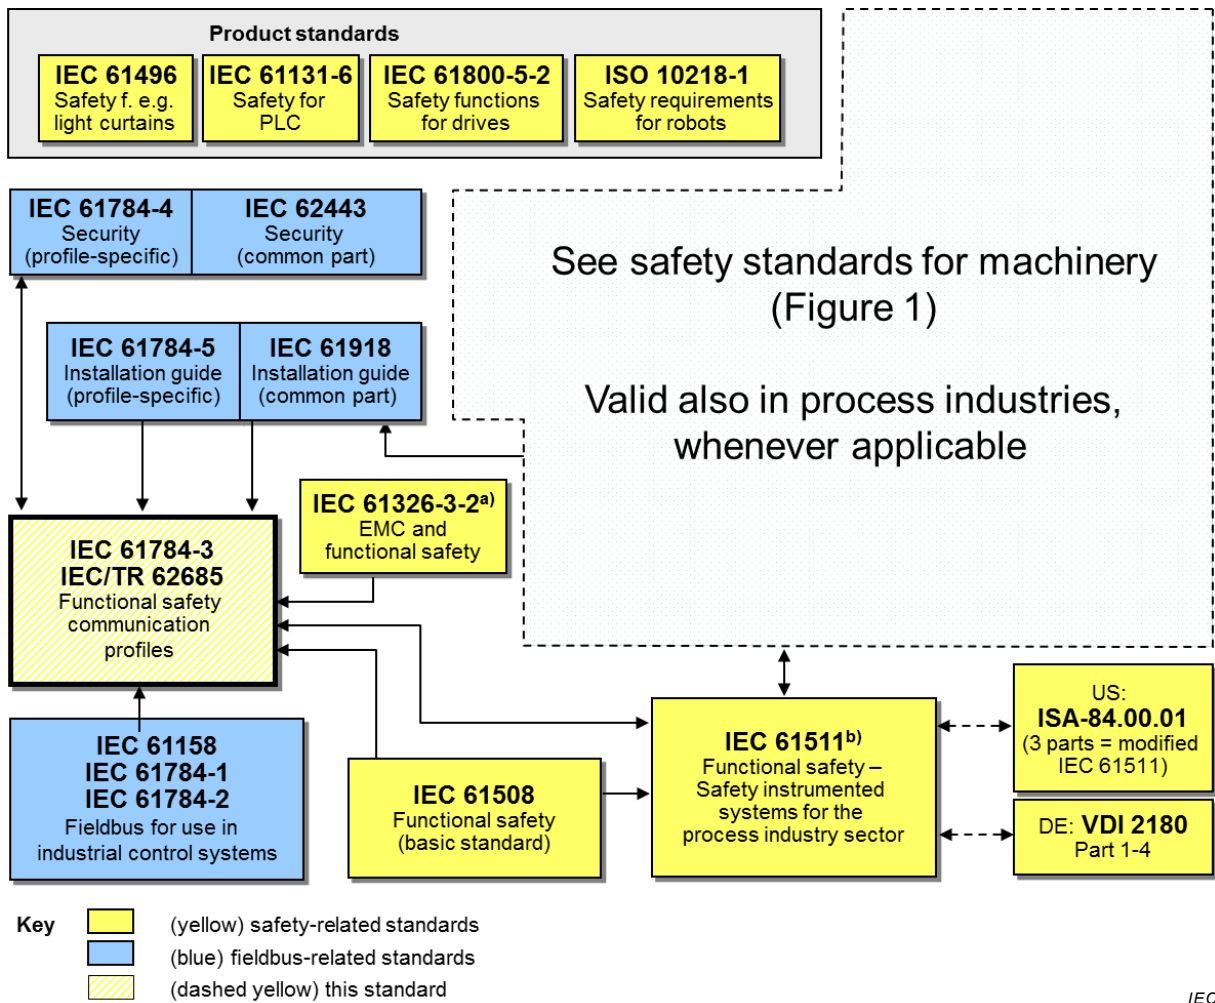 Product standards
IEC 61496
Safety f. e.g.
light curtains
IEC 61131-6
Safety for
PLC
IEC 61800-5-2
Safety functions
for drives
ISO 10218-1
Safety requirements
for robots
IEC 61784-4
Security
(profile-specific)
IEC 62443
Security
(common part)
See safety standards for machinery
(Figure 1)
Valid also in process industries,
whenever applicable
IEC 61784-5
Installation guide
(profile-specific)
IEC 61918
Installation guide
(common part)
IEC 61326-3-2a)
EMC and
functional safety
IEC 61784-3
IEC/TR 62685
Functional safety
communication
profiles
IEC 61158
IEC 61784-1
IEC 61784-2
Fieldbus for use in
industrial control systems
IEC 61508
Functional safety
(basic standard)
IEC 61511b)
Functional safety –
Safety instrumented
systems for the
process industry sector
US:
ISA-84.00.01
(3 parts = modified
IEC 61511)
DE: VDI 2180
Part 1-4
Key
(yellow) safety-related standards
(blue) fieldbus-related standards
(dashed yellow) this standard
IEC